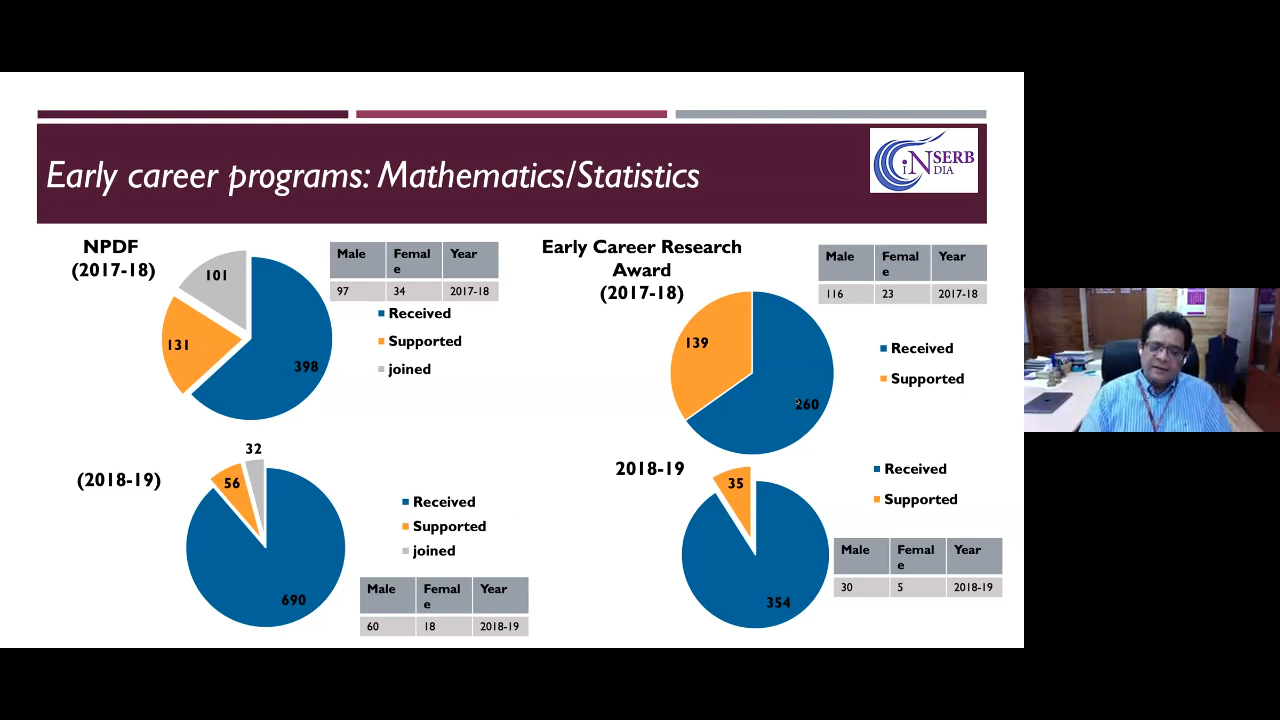 Early career programs: Mathematics/Statistics
iNSERB
DIA
NPDF
(2017-18)
101
131
398
Male Femal Year
e
97 34 2017-18
Received
Supported
joined
Early Career Research
Award
(2017-18)
139
260
Male Femal Year
e
116 23 2017-18
Received
Supported
(2018-19)
32
56
690
Received
Supported
joined
Male Femal Year
e
60 18 2018-19
2018-19
35
354
Received
Supported
Male Femal Year
e
30 5 2018-19